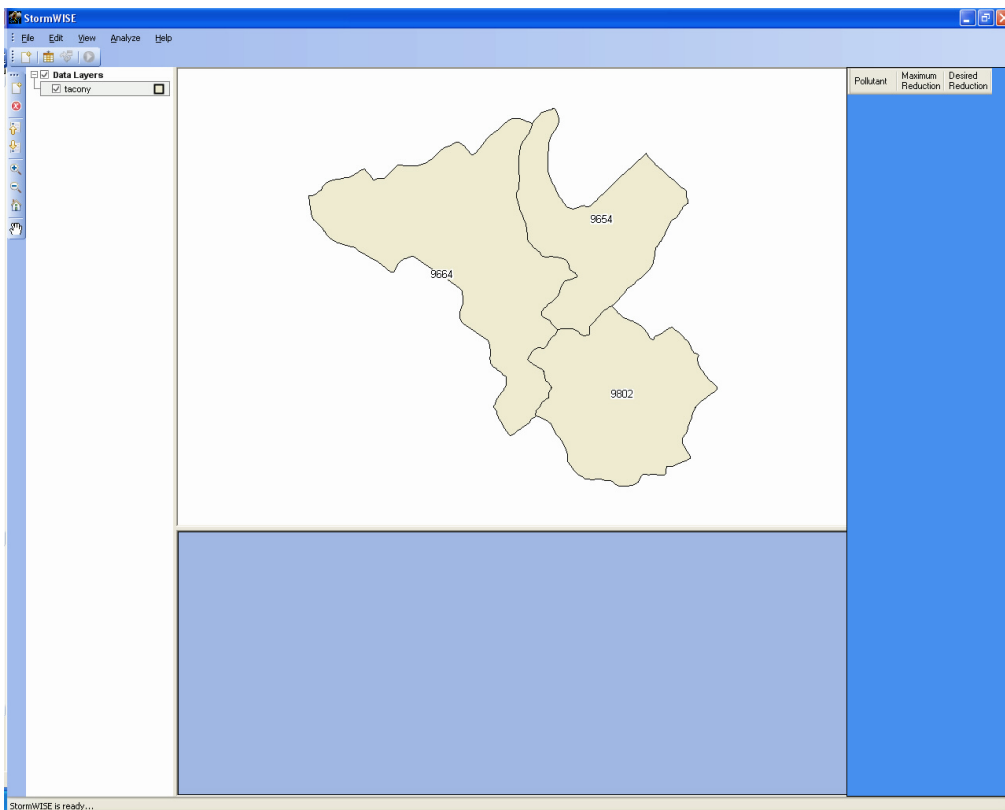 StormWISE
File Edit View Analyze Help
Data Layers
tacony
Pollutant Maximum Reduction Desired Reduction
9654
9664
9802
StormWISE is ready...